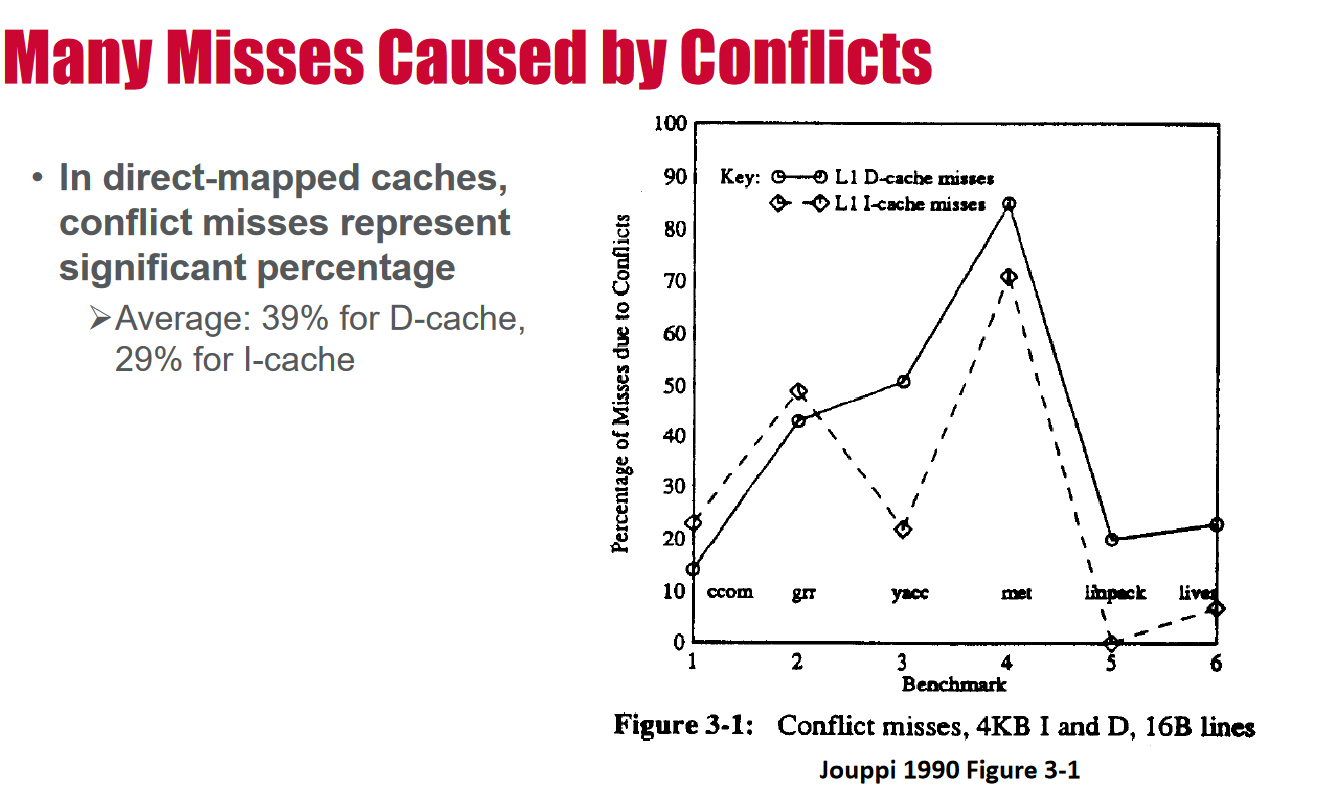 Many Misses Caused by Conflicts
• In direct-mapped caches,
conflict misses represent
significant percentage
➢Average: 39% for D-cache,
29% for I-cache
Percentage of Misses due to Conflicts
100
90
80
70
60
50
40
30
20
10
0
Key: L1 D-cache misses
L1 I-cache misses
ccom grr yacc met linpack liver
1 2 3 4 5 6
Benchmark
Figure 3-1: Conflict misses, 4KB I and D, 16B lines
Jouppi 1990 Figure 3-1